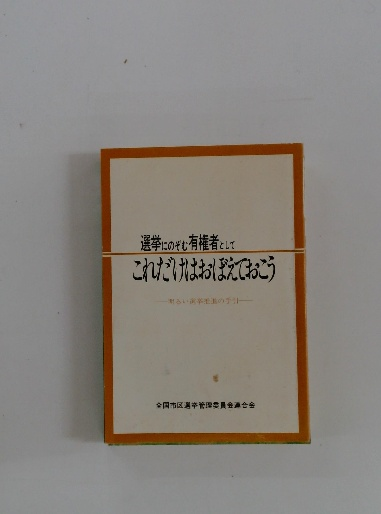 選挙にのぞむ有権者として
これだけはおぼえておこう
全国市区選挙管理委員会連合会